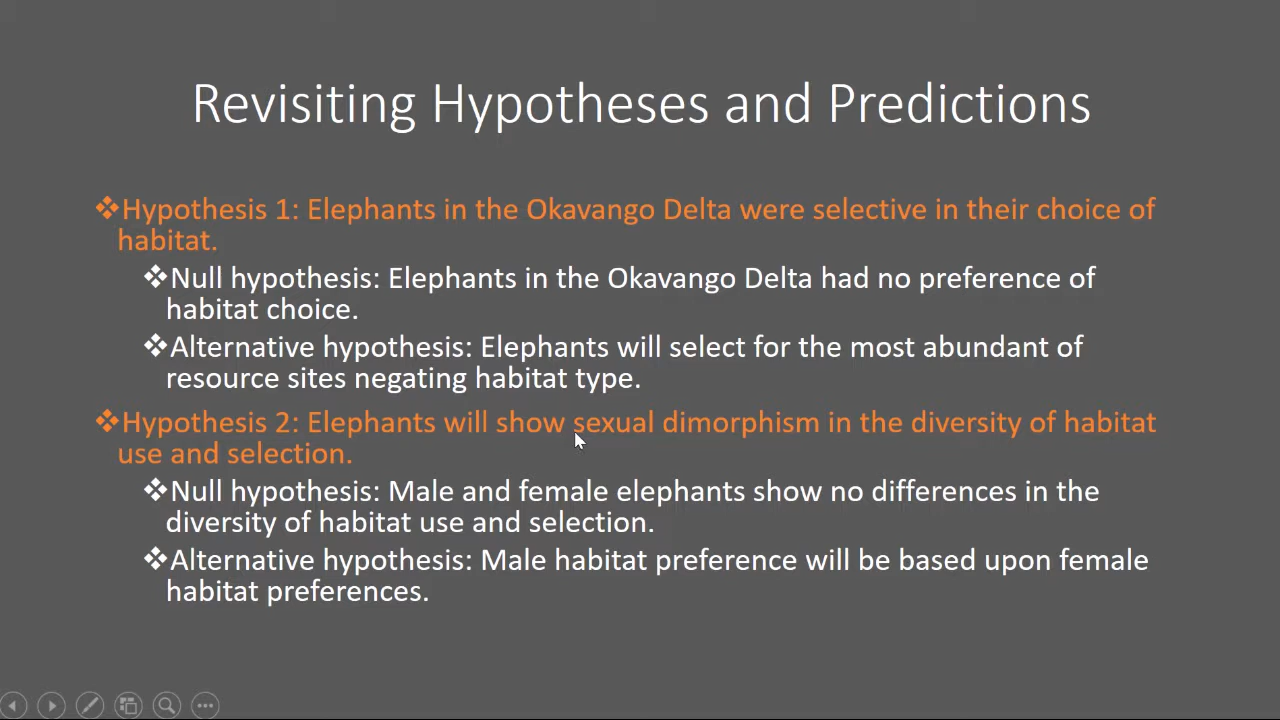 Revisiting Hypotheses and Predictions
❖Hypothesis 1: Elephants in the Okavango Delta were selective in their choice of
habitat.
❖Null hypothesis: Elephants in the Okavango Delta had no preference of
habitat choice.
❖Alternative hypothesis: Elephants will select for the most abundant of
resource sites negating habitat type.
❖Hypothesis 2: Elephants will show sexual dimorphism in the diversity of habitat
use and selection.
❖Null hypothesis: Male and female elephants show no differences in the
diversity of habitat use and selection.
❖Alternative hypothesis: Male habitat preference will be based upon female
habitat preferences.